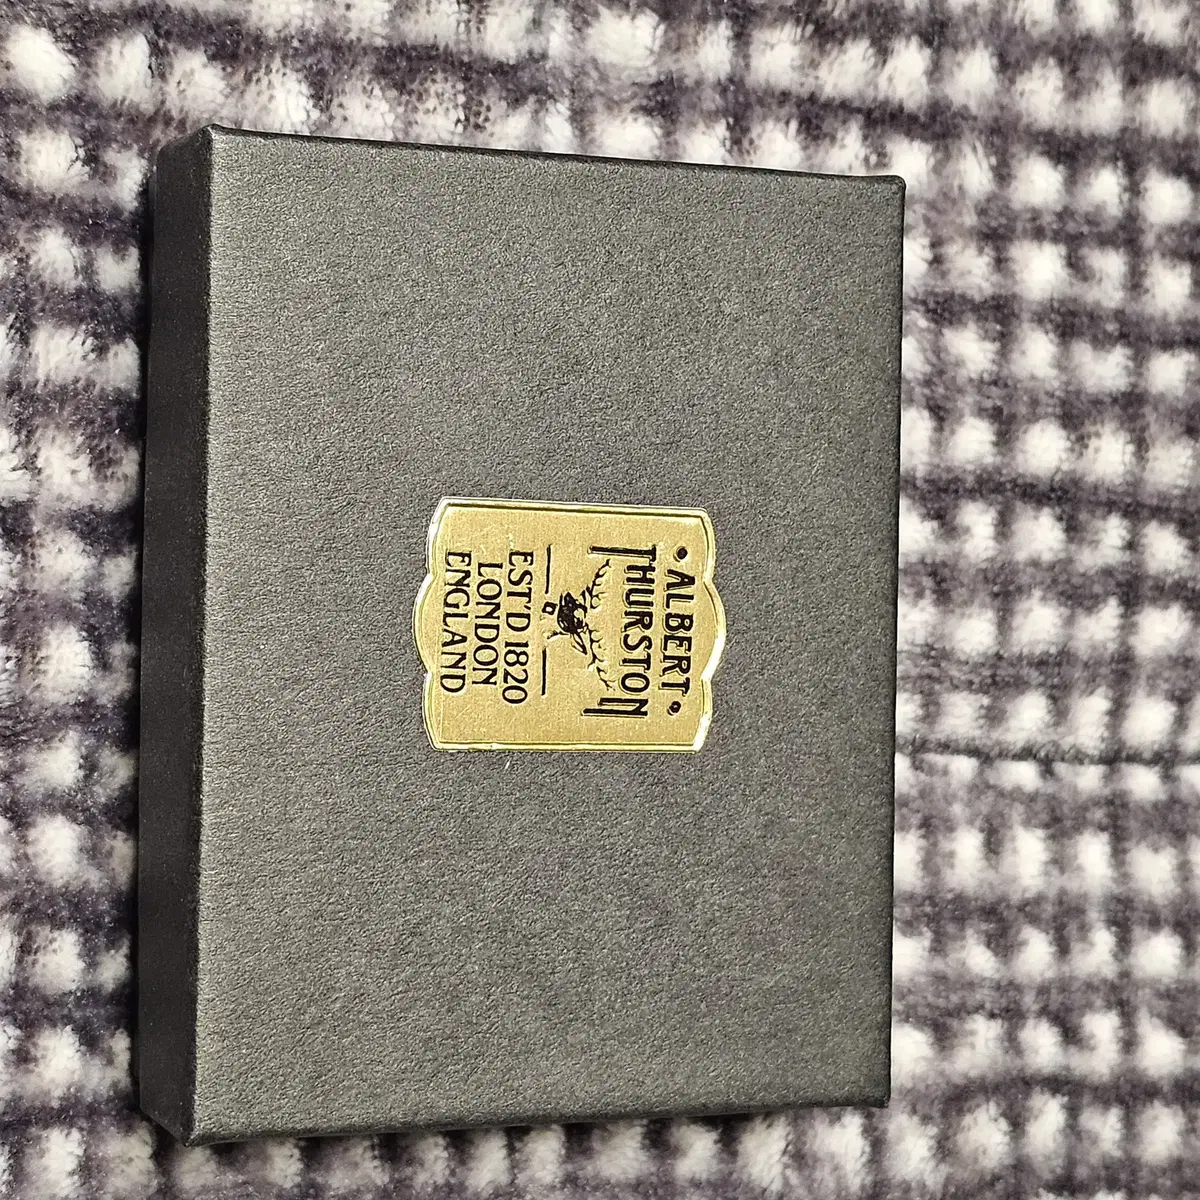 • ALBERT •
THURSTON
EST'D 1820
LONDON
ENGLAND